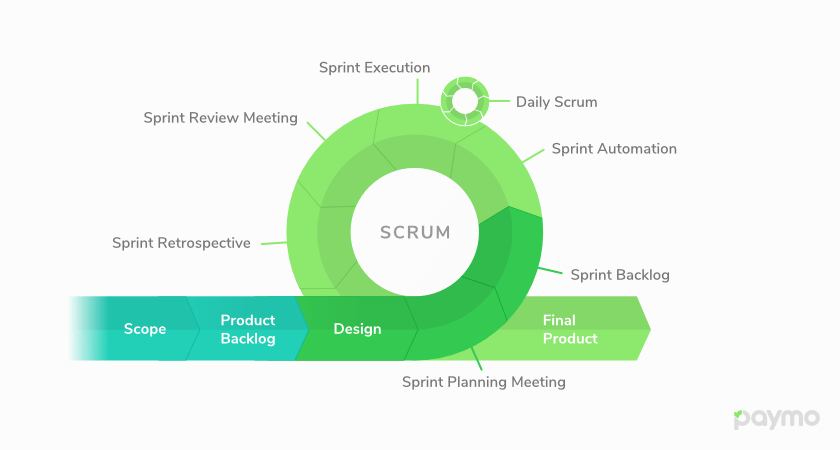 Sprint Execution
Daily Scrum
Sprint Review Meeting
Sprint Automation
SCRUM
Sprint Retrospective
Sprint Backlog
Scope
Product
Backlog
Design
Final
Product
Sprint Planning Meeting
paymo